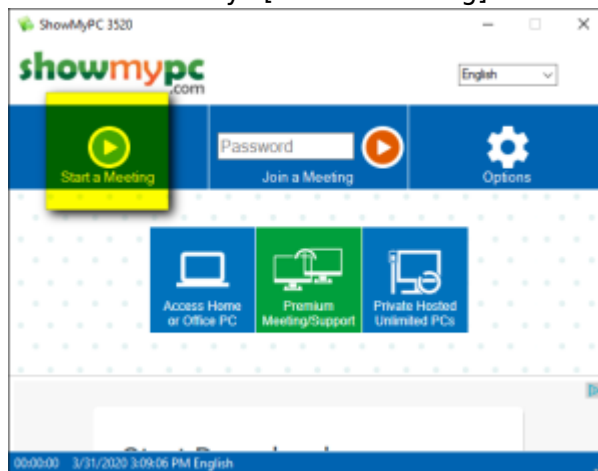 ShowMyPC 3520
showmypc
.com
English
Password
Start a Meeting
Join a Meeting
Options
Access Home
or Office PC
Premium
Meeting/Support
Private Hosted
Unlimited PCs
00:00:00 3/31/2020 3:09:06 PM English